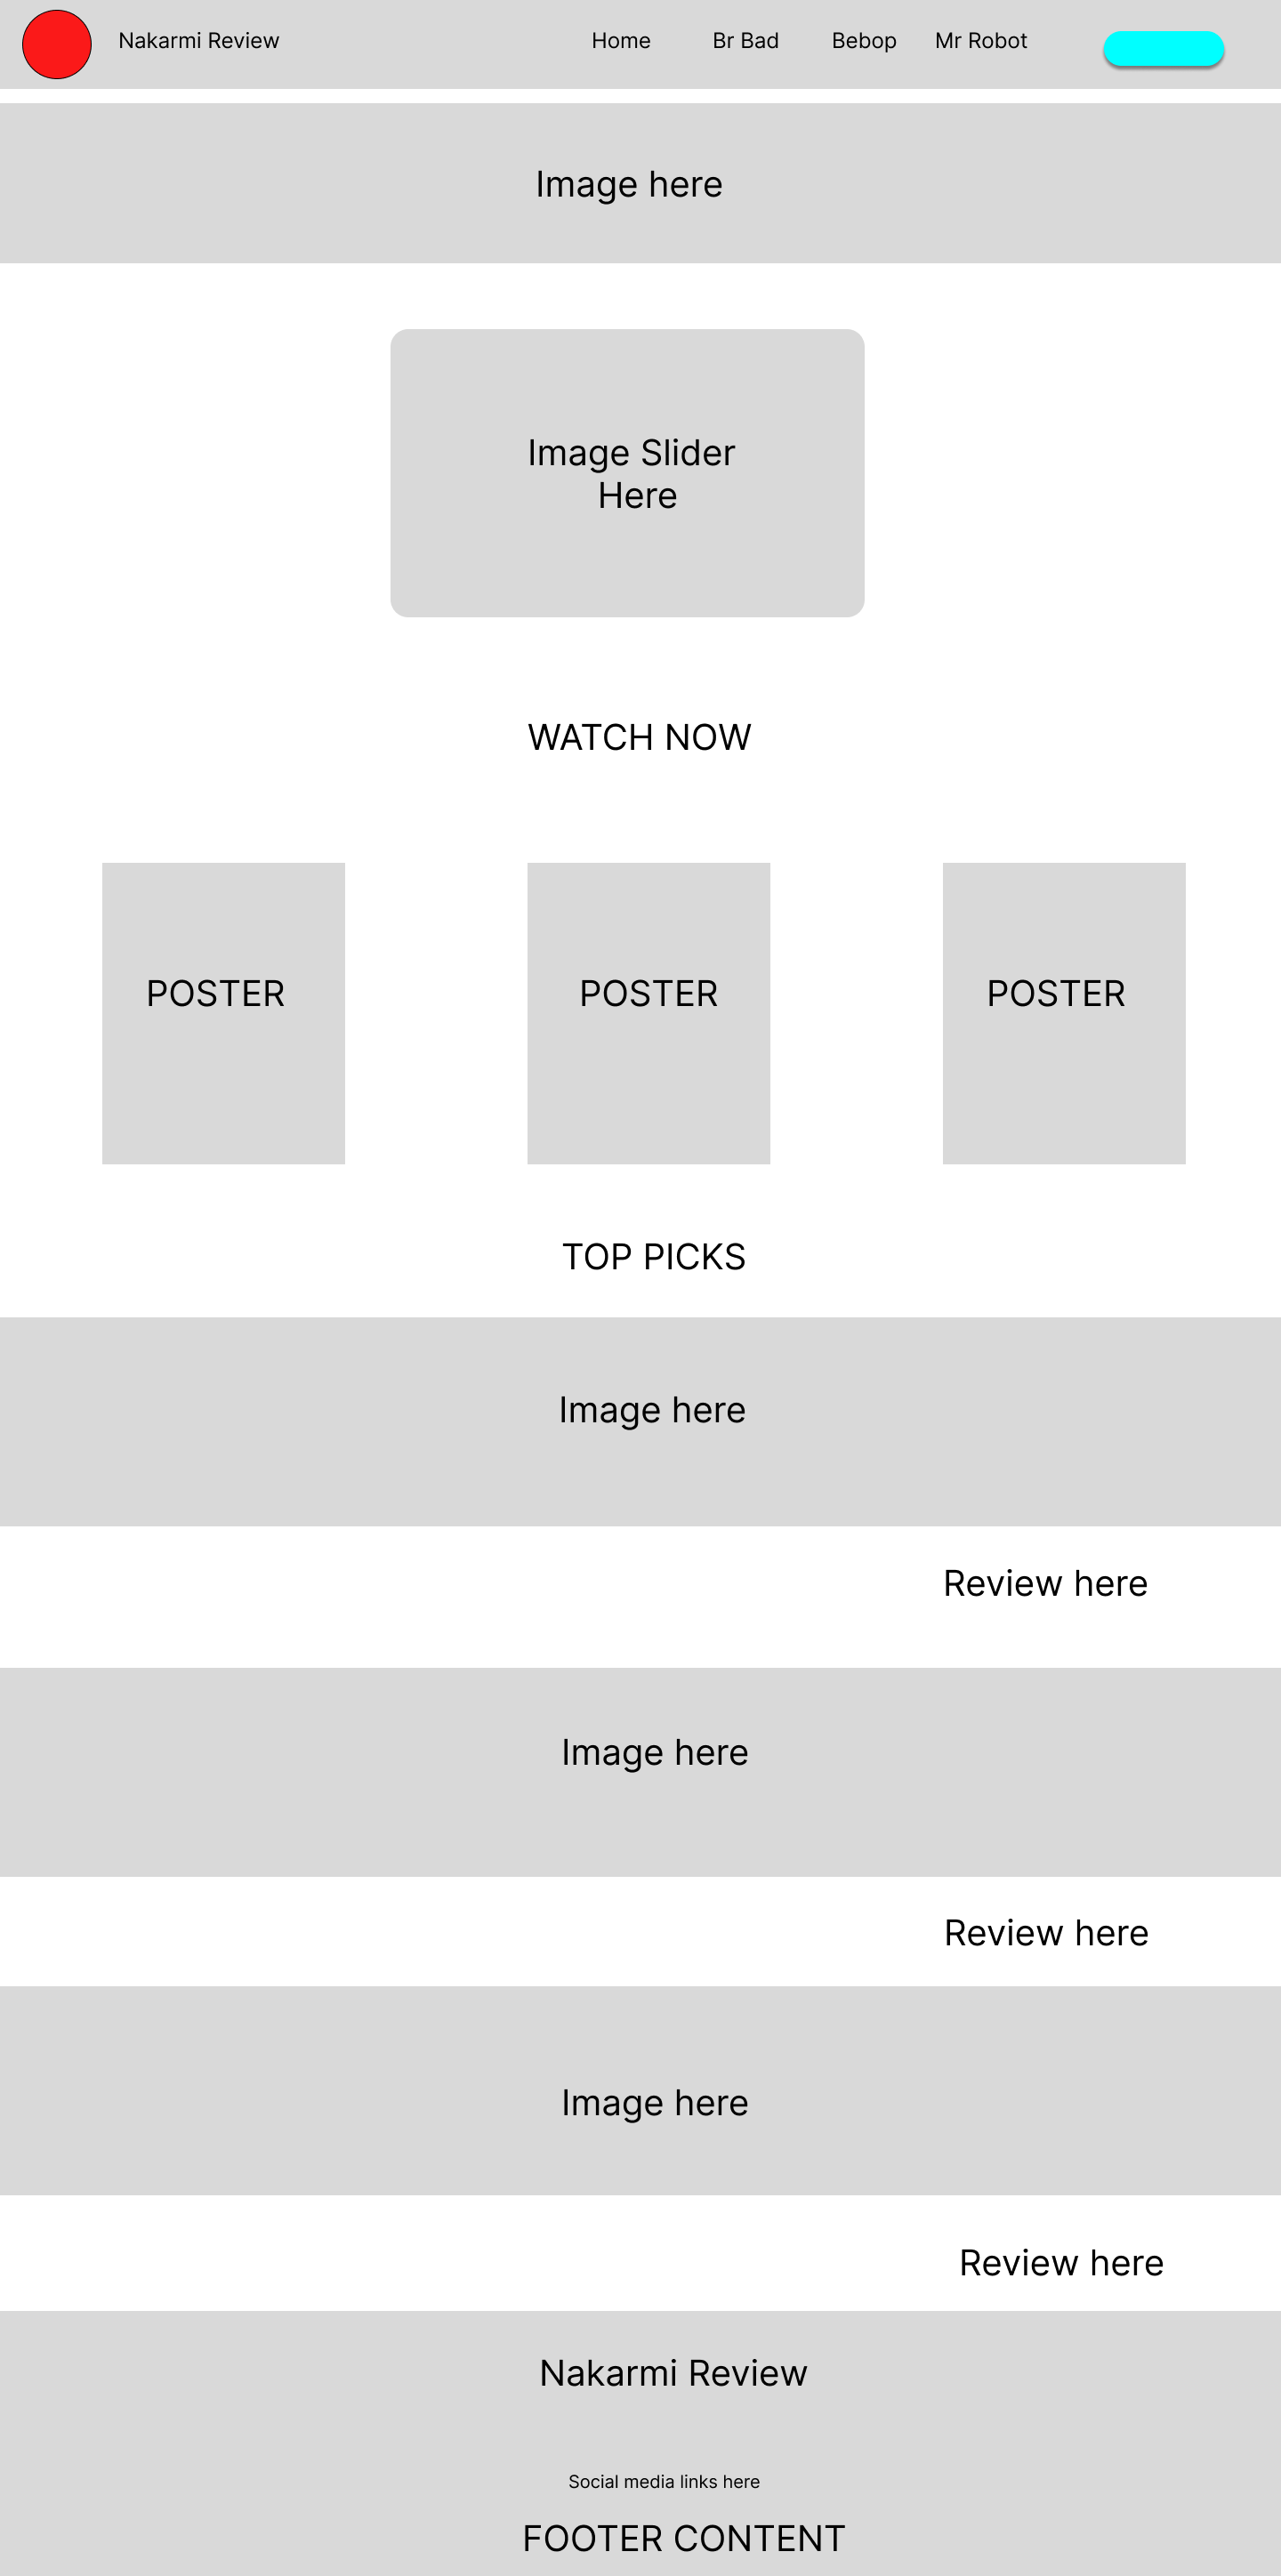 Nakarmi Review
Home
Br Bad
Bebop
Mr Robot
Image here
Image Slider
Here
WATCH NOW
POSTER
POSTER
POSTER
TOP PICKS
Image here
Review here
Image here
Review here
Image here
Review here
Nakarmi Review
Social media links here
FOOTER CONTENT